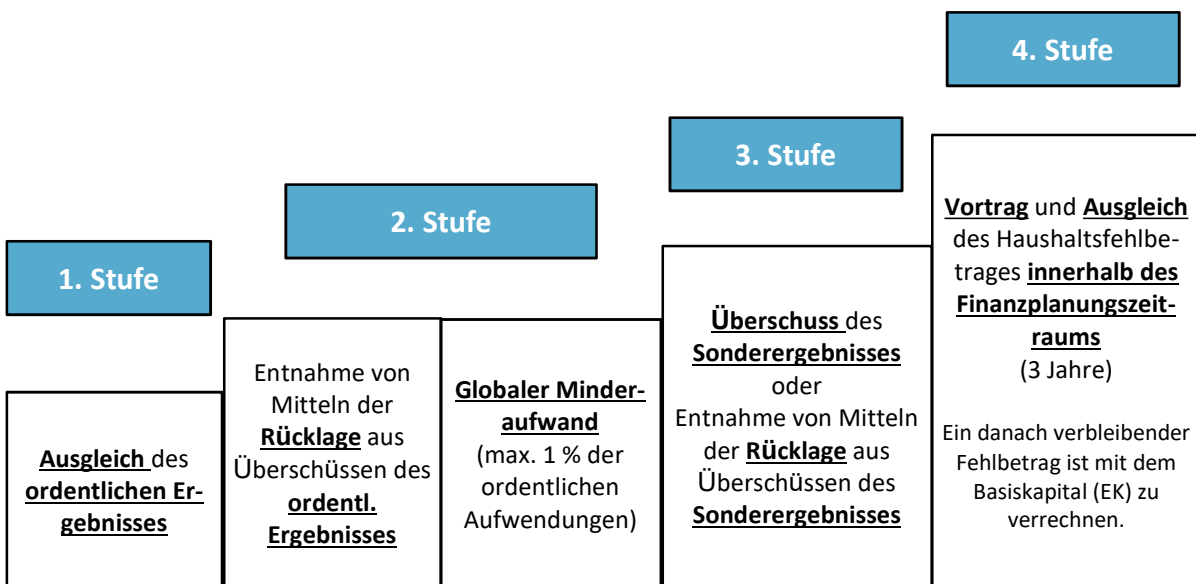 1. Stufe
Ausgleich des
ordentlichen Er-
gebnisses
2. Stufe
Entnahme von
Mitteln der
Rücklage aus
Überschüssen des
ordentl.
Ergebnisses
Globaler Minder-
aufwand
(max. 1 % der
ordentlichen
Aufwendungen)
3. Stufe
Überschuss des
Sonderergebnisses
oder
Entnahme von Mitteln
der Rücklage aus
Überschüssen des
Sonderergebnisses
4. Stufe
Vortrag und Ausgleich
des Haushaltsfehlbe-
trages innerhalb des
Finanzplanungszeit-
raums
(3 Jahre)
Ein danach verbleibender
Fehlbetrag ist mit dem
Basiskapital (EK) zu
verrechnen.